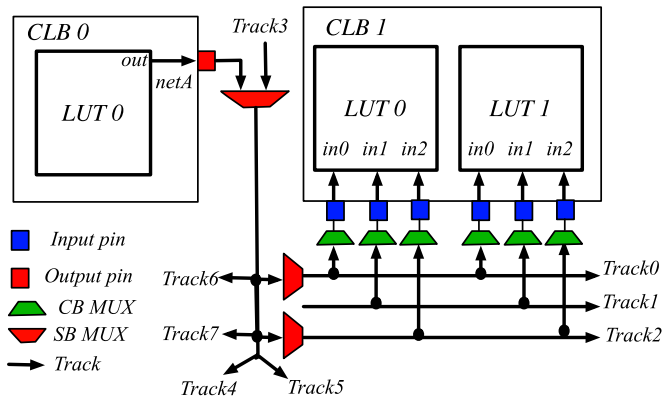 CLB 0
out
netA
LUT 0
Track3
CLB 1
LUT 0
in0 in1 in2
LUT 1
in0 in1 in2
Input pin
Output pin
CB MUX
SB MUX
Track
Track6
Track7
Track4
Track5
Track0
Track1
Track2